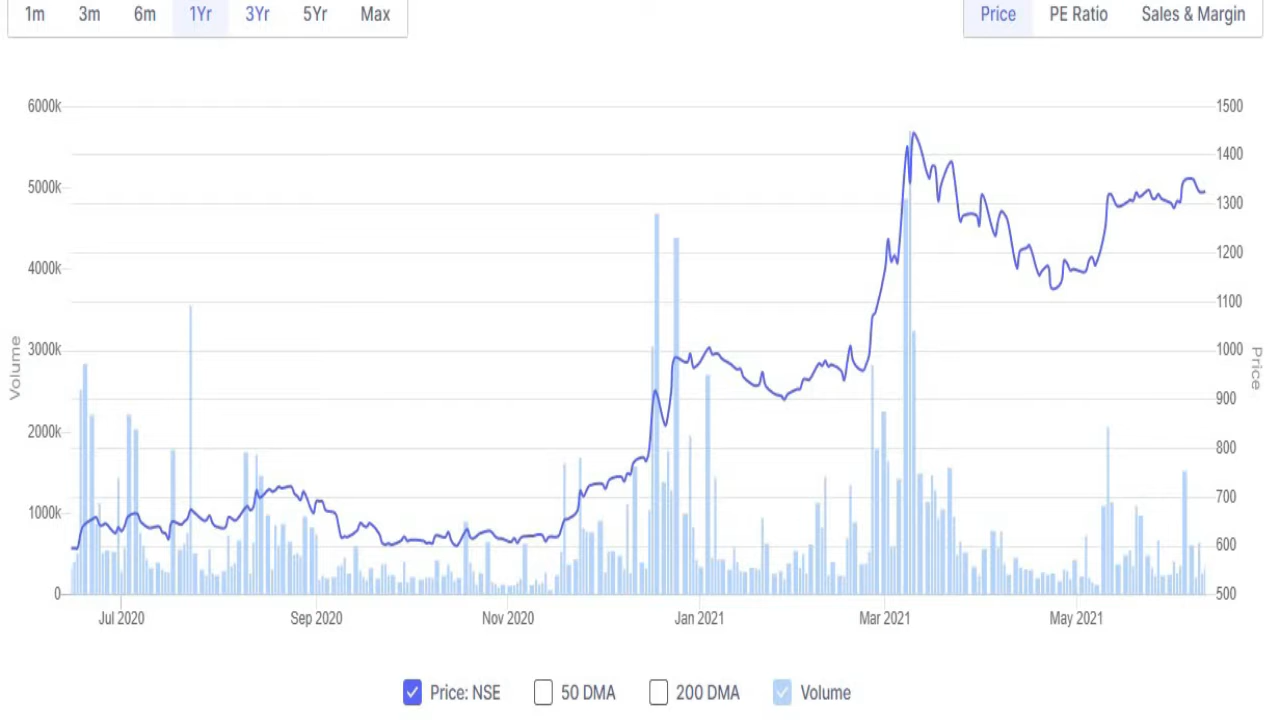 1m 3m 6m 1Yr 3Yr 5Yr Max Price PE Ratio Sales & Margin
6000k 1500
1400
5000k
1300
1200
4000k
1100
3000k 1000
Volume
Price
900
2000k 800
700
1000k
600
0 500
Jul 2020 Sep 2020 Nov 2020 Jan 2021 Mar 2021 May 2021
Price: NSE 50 DMA 200 DMA Volume